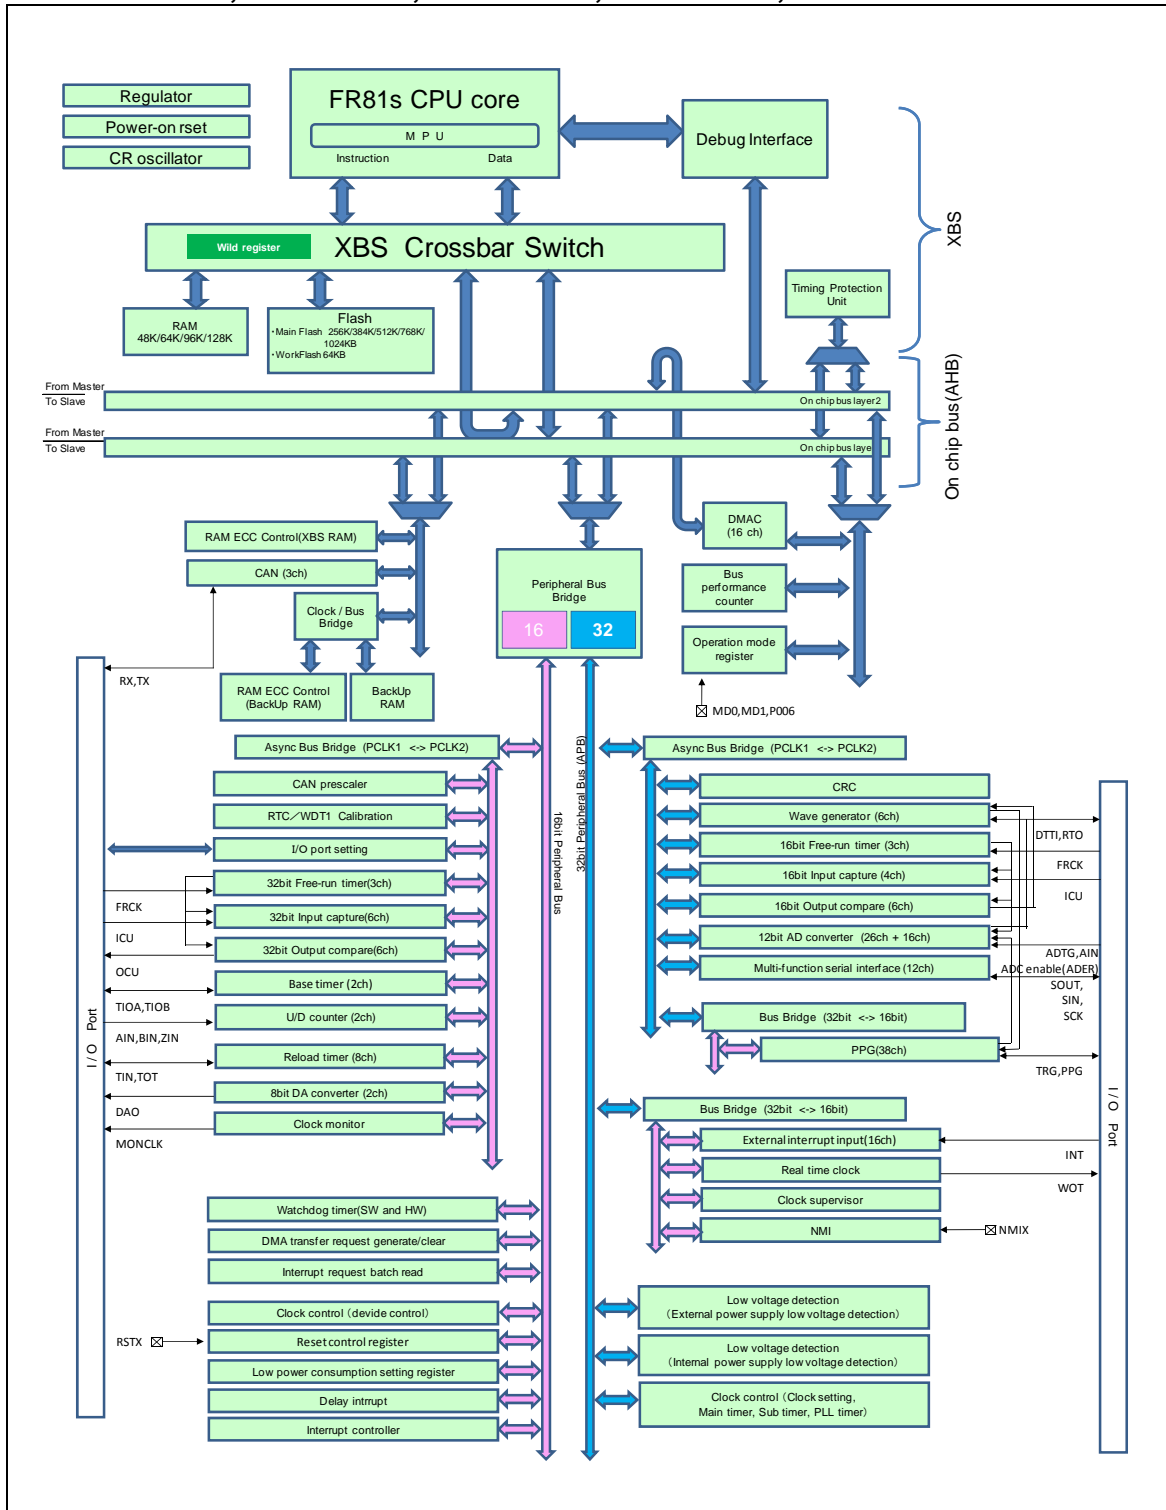 Regulator
Power-on rset
CR oscillator
FR81s CPU core
M P U
Instruction
Data
Debug Interface
XBS
Wild register
XBS Crossbar Switch
Timing Protection
Unit
RAM
48K/64K/96K/128K
Flash
・Main Flash 256K/384K/512K/768K/
1024KB
・WorkFlash 64KB
On chip bus(AHB)
From Master
To Slave
On chip bus layer2
From Master
To Slave
On chip bus laye
RAM ECC Control(XBS RAM)
CAN (3ch)
Clock / Bus
Bridge
RAM ECC Control
(BackUp RAM)
BackUp
RAM
Peripheral Bus
Bridge
16
32
DMAC
(16 ch)
Bus
performance
counter
Operation mode
register
MD0,MD1,P006
RX,TX
Async Bus Bridge (PCLK1 <-> PCLK2)
CAN prescaler
RTC／WDT1 Calibration
I/O port setting
32bit Free-run timer(3ch)
FRCK
32bit Input capture(6ch)
ICU
32bit Output compare(6ch)
OCU
Base timer (2ch)
TIOA,TIOB
U/D counter (2ch)
AIN,BIN,ZIN
Reload timer (8ch)
TIN,TOT
8bit DA converter (2ch)
DAO
Clock monitor
MONCLK
I / O Port
16bit Peripheral Bus
32bit Peripheral Bus (APB)
Async Bus Bridge (PCLK1 <-> PCLK2)
CRC
Wave generator (6ch)
DTTI,RTO
16bit Free-run timer (3ch)
FRCK
16bit Input capture (4ch)
ICU
16bit Output compare (6ch)
12bit AD converter (26ch + 16ch)
ADTG,AIN
ADC enable(ADER)
Multi-function serial interface (12ch)
SOUT,
SIN,
SCK
Bus Bridge (32bit <-> 16bit)
PPG(38ch)
TRG,PPG
Bus Bridge (32bit <-> 16bit)
External interrupt input(16ch)
INT
Real time clock
WOT
Clock supervisor
NMI
NMIX
I / O Port
Watchdog timer(SW and HW)
DMA transfer request generate/clear
Interrupt request batch read
Clock control（devide control）
RSTX
Reset control register
Low power consumption setting register
Delay intrrupt
Interrupt controller
Low voltage detection
（External power supply low voltage detection）
Low voltage detection
（Internal power supply low voltage detection）
Clock control（Clock setting,
Main timer, Sub timer, PLL timer）